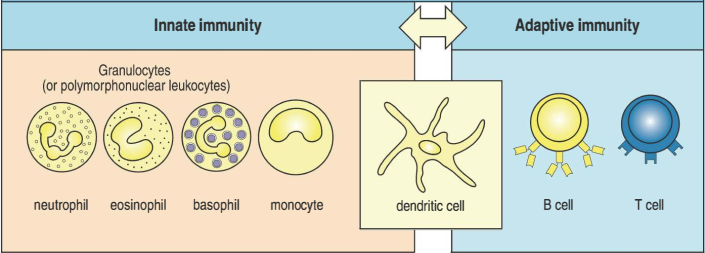 Innate immunity
Adaptive immunity
Granulocytes
(or polymorphonuclear leukocytes)
neutrophil
eosinophil
basophil
monocyte
dendritic cell
B cell
T cell